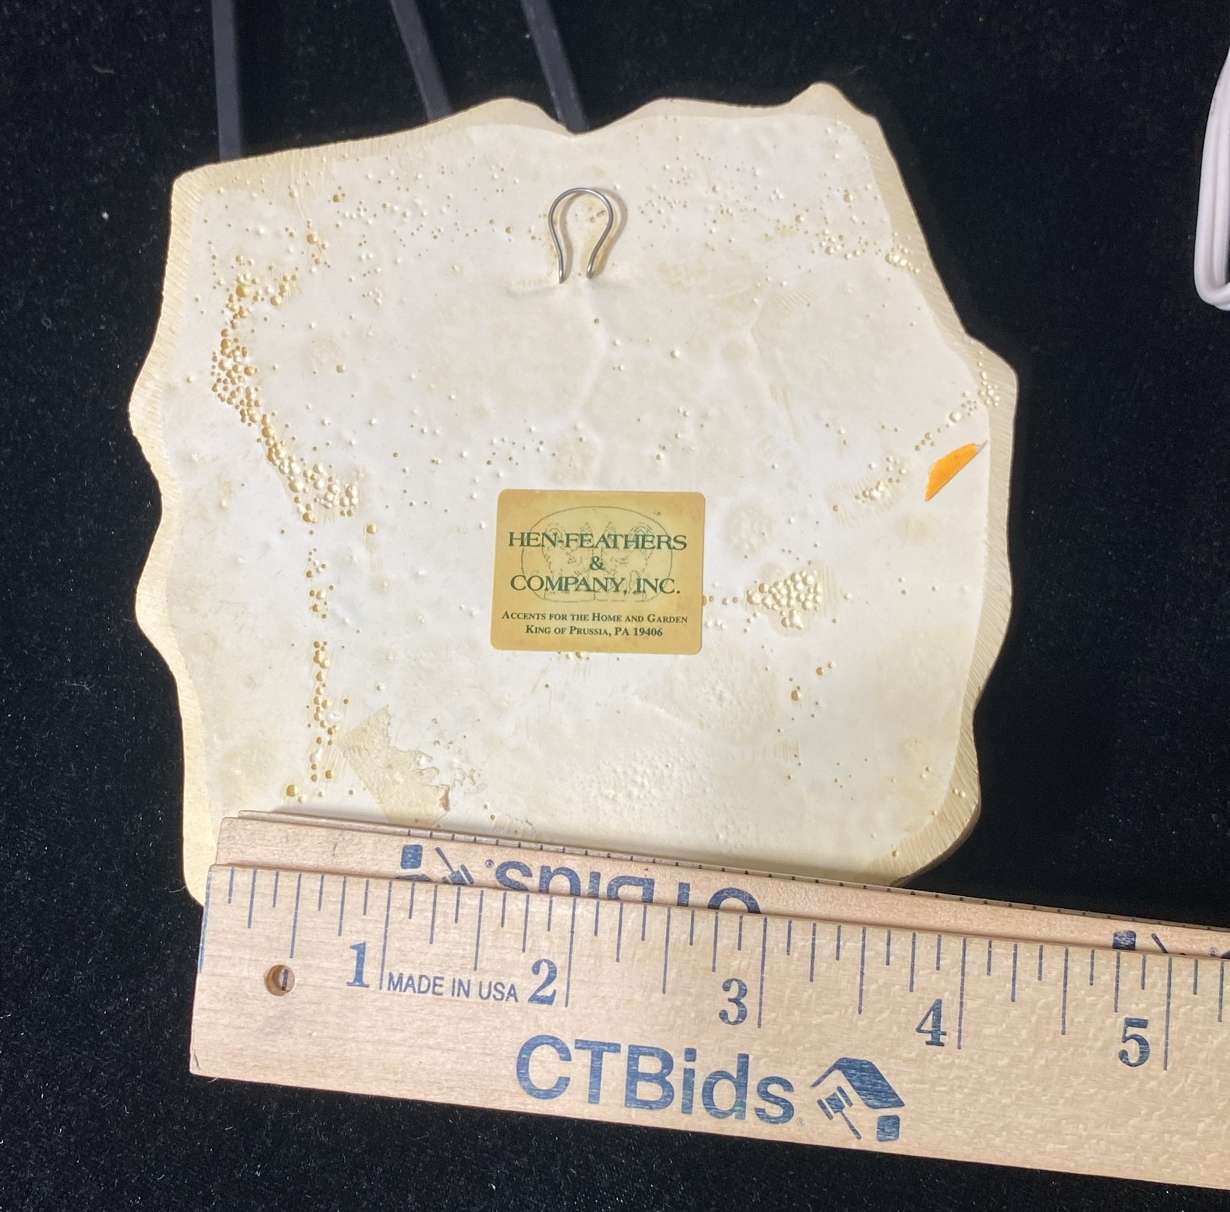 HEN-FEATHERS
&
COMPANY, INC.
ACCENTS FOR THE HOME AND GARDEN
KING OF PRUSSIA, PA 19406
CTBids
1 MADE IN USA 2 3 4 5
CTBids